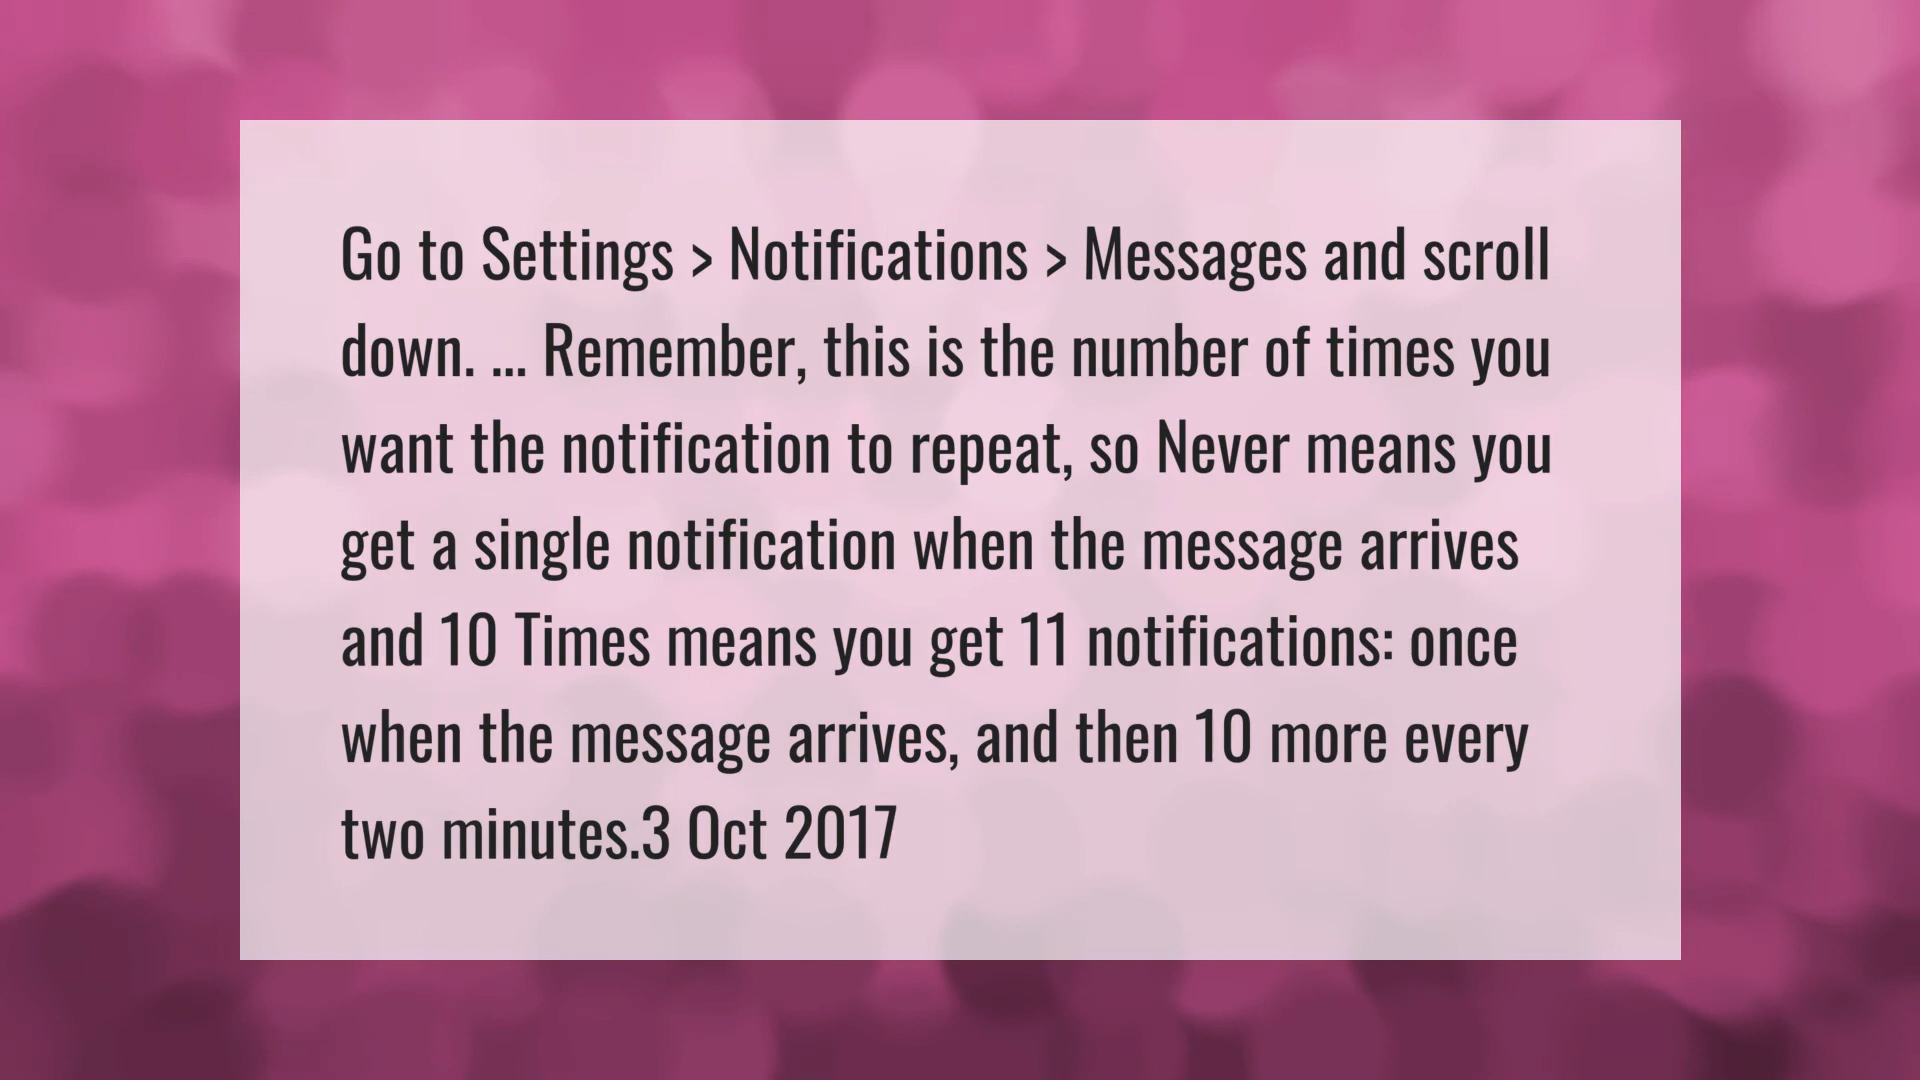 Go to Settings > Notifications > Messages and scroll
down. ... Remember, this is the number of times you
want the notification to repeat, so Never means you
get a single notification when the message arrives
and 10 Times means you get 11 notifications: once
when the message arrives, and then 10 more every
two minutes.3 Oct 2017